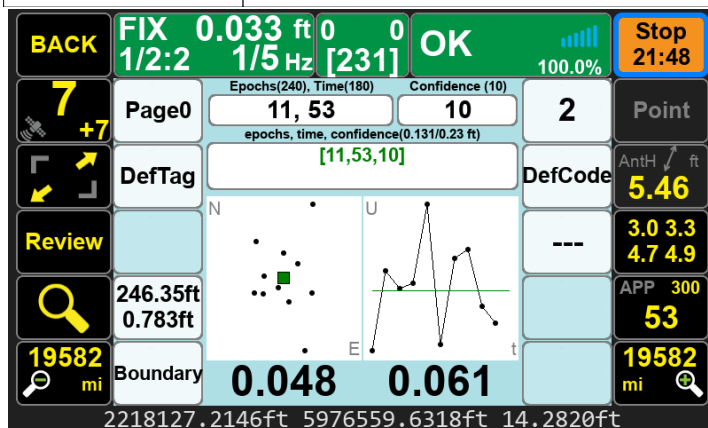 BACK
FIX 0.033 ft
1/2:2 1/5 Hz
0 0
[231]
OK
100.0%
Stop
21:48
7
+7
Page0
Epochs(240), Time(180)
11, 53
Confidence (10)
10
2
Point
epochs, time, confidence(0.131/0.23 ft)
[11,53,10]
DefTag
DefCode
AntH ft
5.46
Review
N
E
U
t
---
3.0 3.3
4.7 4.9
246.35ft
0.783ft
APP 300
53
19582
mi
Boundary
0.048
0.061
19582
mi
2218127.2146ft 5976559.6318ft 14.2820ft